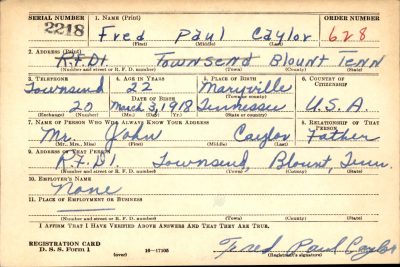 SERIAL NUMBER 1. NAME (Print) ORDER NUMBER
2218 Fred Paul Caylor 628
(First) (Middle) (Last)
2. ADDRESS (Print)
R.F.D1. Townsend Blount Tenn
(Number and street or R. F. D. number) (Town) (County) (State)
3. TELEPHONE 4. AGE IN YEARS 5. PLACE OF BIRTH 6. COUNTRY OF CITIZENSHIP
Townsend 22 Maryville
DATE OF BIRTH (Town or county)
20 March 3, 1918 Tennessee U.S.A.
(Exchange) (Number) (Mo.) (Day) (Yr.) (State or country)
7. NAME OF PERSON WHO WILL ALWAYS KNOW YOUR ADDRESS 8. RELATIONSHIP OF THAT PERSON
Mr. John Caylor Father
(Mr., Mrs., Miss) (First) (Middle) (Last)
9. ADDRESS OF THAT PERSON
R.F.D1. Townsend, Blount, Tenn.
(Number and street or R. F. D. number) (Town) (County) (State)
10. EMPLOYER'S NAME
None
11. PLACE OF EMPLOYMENT OR BUSINESS
(Number and street or R. F. D. number) (Town) (County) (State)
I AFFIRM THAT I HAVE VERIFIED ABOVE ANSWERS AND THAT THEY ARE TRUE.
REGISTRATION CARD
D. S. S. FORM 1 (over) 16—17105 Fred Paul Caylor
(Registrant's signature)